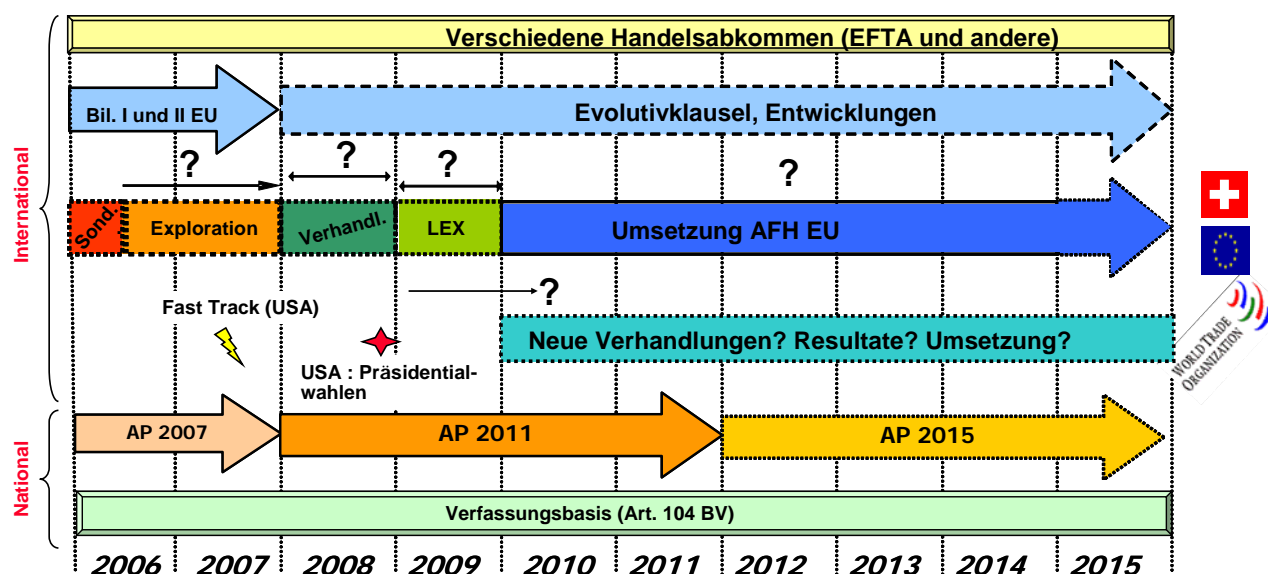 Verschiedene Handelsabkommen (EFTA und andere)
Bil. I und II EU
Evolutivklausel, Entwicklungen
International
?
?
?
?
Sond.
Exploration
Verhandl.
LEX
Umsetzung AFH EU
?
Fast Track (USA)
Neue Verhandlungen? Resultate? Umsetzung?
USA : Präsidential-
wahlen
WORLD TRADE
ORGANIZATION
National
AP 2007
AP 2011
AP 2015
Verfassungsbasis (Art. 104 BV)
2006 2007 2008 2009 2010 2011 2012 2013 2014 2015